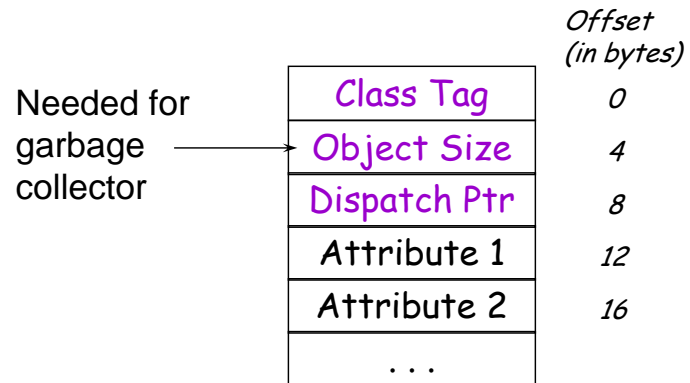 Offset
(in bytes)
Needed for
garbage
collector
Class Tag 0
Object Size 4
Dispatch Ptr 8
Attribute 1 12
Attribute 2 16
. . .